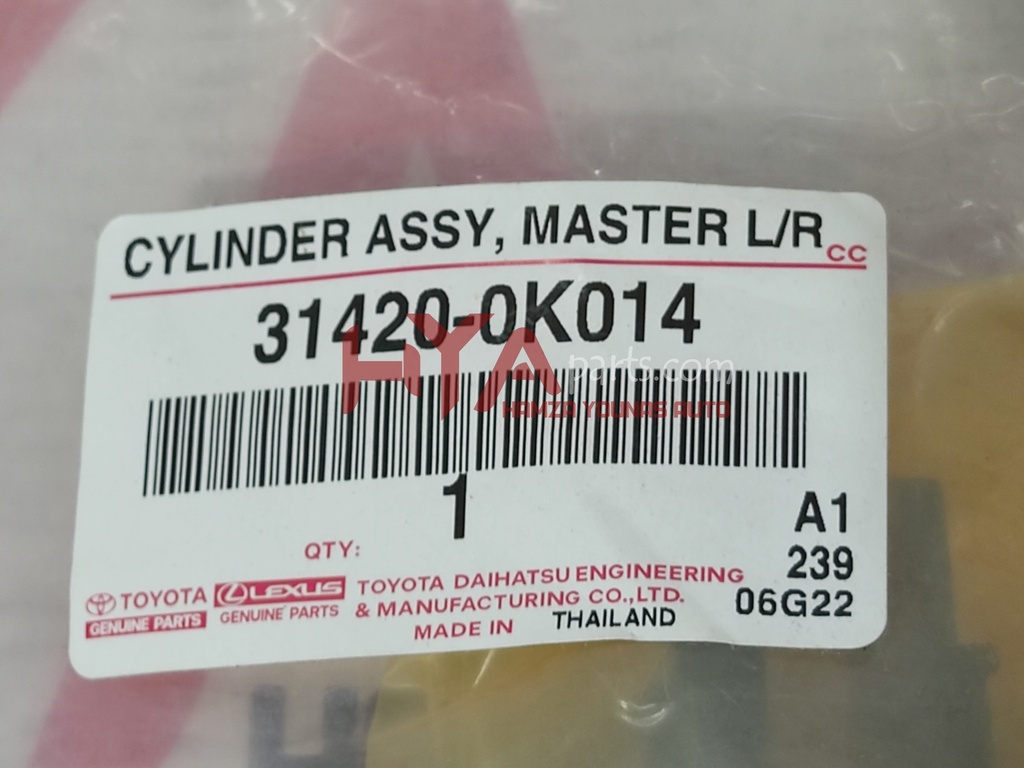 CYLINDER ASSY, MASTER L/R
CC
31420-0K014
HYA parts.com
HAMZA YOUNAS AUTO
1
A1
QTY:
239
TOYOTA
GENUINE PARTS
LEXUS
GENUINE PARTS
TOYOTA DAIHATSU ENGINEERING
& MANUFACTURING CO.,LTD.
06G22
MADE IN THAILAND